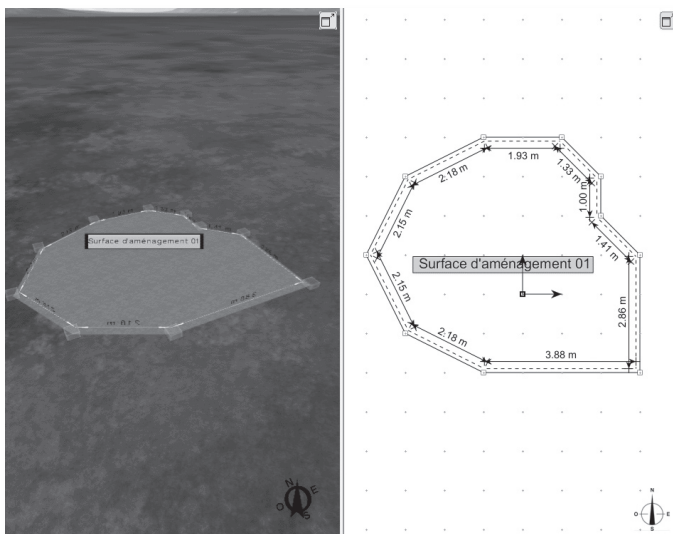 Surface d'aménagement 01
N
E
O
S
1.93 m
2.18 m
1.33 m
1.00 m
2.15 m
1.41 m
Surface d'aménagement 01
2.15 m
2.86 m
2.18 m
3.88 m
N
O
E
S